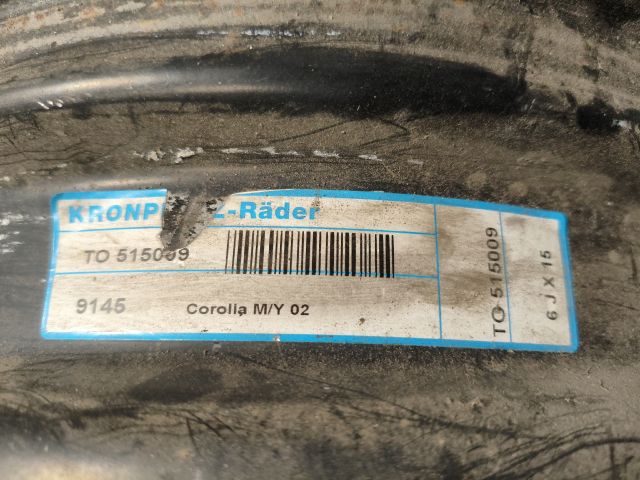 KRONP L-Räder
TO 515009
9145 Corolla M/Y 02
TO 515009
6 J X 15